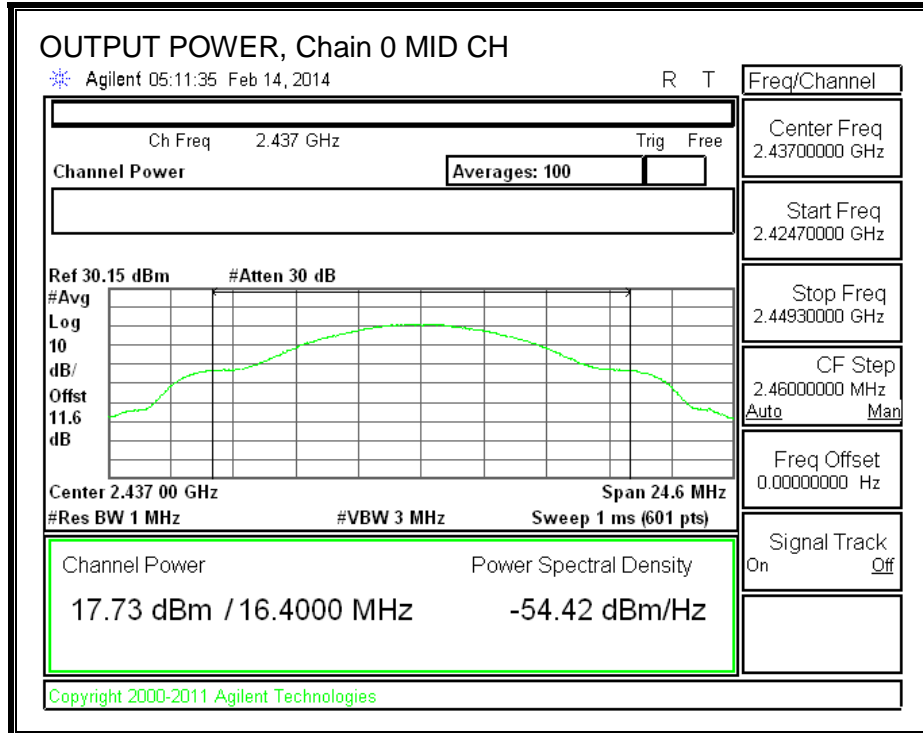 OUTPUT POWER, Chain 0 MID CH
Agilent 05:11:35 Feb 14, 2014 R T
Freq/Channel
Ch Freq 2.437 GHz Trig Free
Channel Power Averages: 100
Center Freq
2.43700000 GHz
Start Freq
2.42470000 GHz
Stop Freq
2.44930000 GHz
CF Step
2.46000000 MHz
Auto Man
Freq Offset
0.00000000 Hz
Signal Track
On Off
Ref 30.15 dBm #Atten 30 dB
#Avg
Log
10
dB/
Offst
11.6
dB
Center 2.437 00 GHz Span 24.6 MHz
#Res BW 1 MHz #VBW 3 MHz Sweep 1 ms (601 pts)
Channel Power Power Spectral Density
17.73 dBm / 16.4000 MHz -54.42 dBm/Hz
Copyright 2000-2011 Agilent Technologies